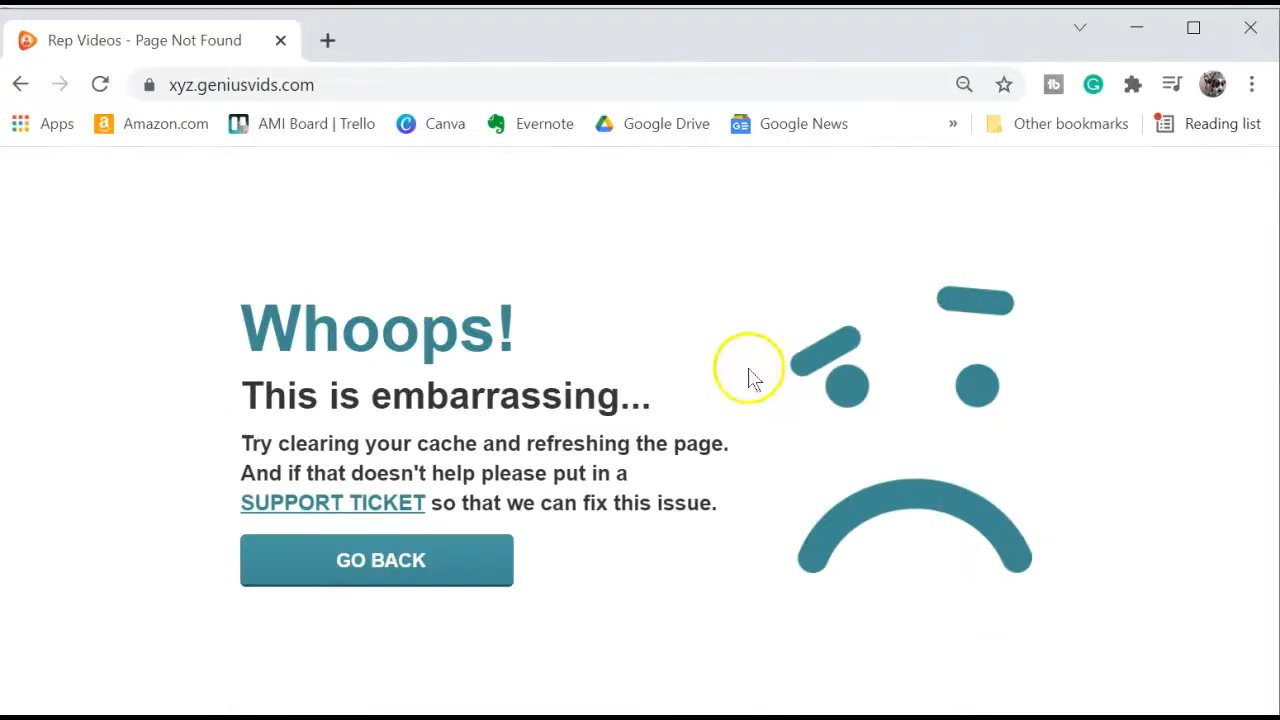 Rep Videos - Page Not Found
xyz.geniusvids.com
Apps Amazon.com AMI Board | Trello Canva Evernote Google Drive Google News » Other bookmarks Reading list
Whoops!
This is embarrassing...
Try clearing your cache and refreshing the page.
And if that doesn't help please put in a
SUPPORT TICKET so that we can fix this issue.
GO BACK